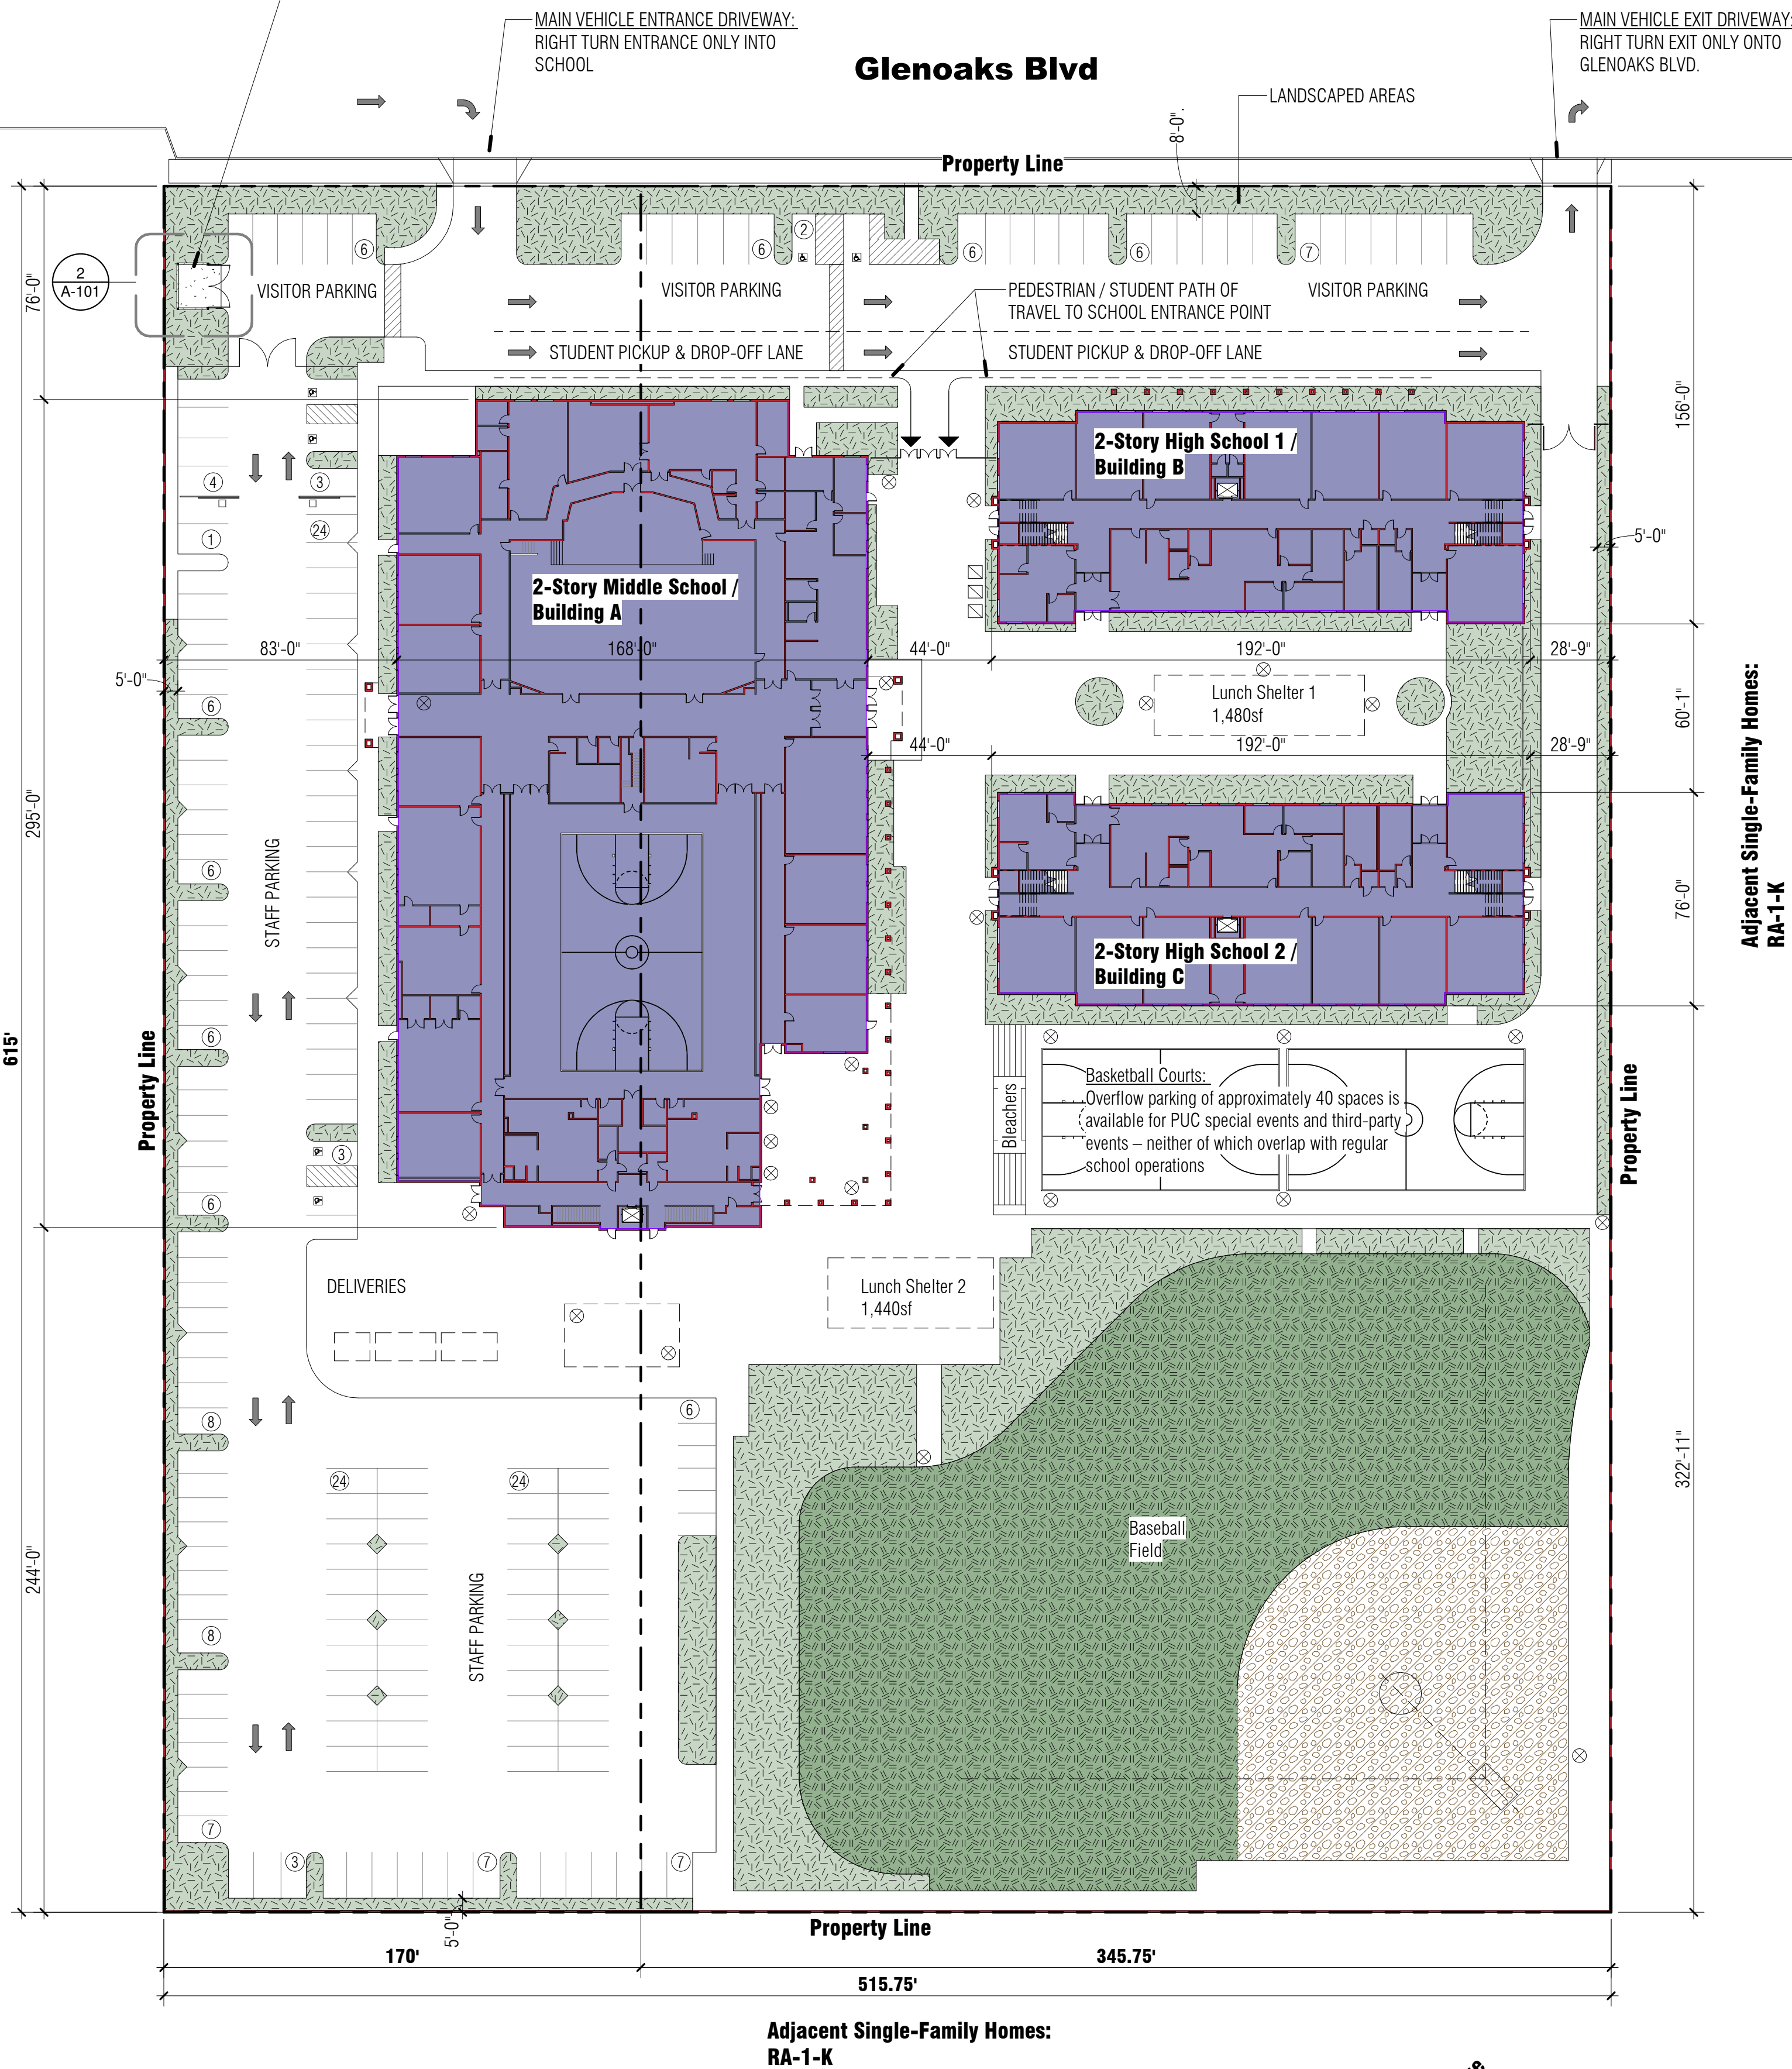 MAIN VEHICLE ENTRANCE DRIVEWAY:
RIGHT TURN ENTRANCE ONLY INTO
SCHOOL
Glenoaks Blvd
MAIN VEHICLE EXIT DRIVEWAY:
RIGHT TURN EXIT ONLY ONTO
GLENOAKS BLVD.
LANDSCAPED AREAS
8'-0".
Property Line
2
A-101
6
6
2
6
6
7
VISITOR PARKING
VISITOR PARKING
VISITOR PARKING
PEDESTRIAN / STUDENT PATH OF
TRAVEL TO SCHOOL ENTRANCE POINT
STUDENT PICKUP & DROP-OFF LANE
STUDENT PICKUP & DROP-OFF LANE
76'-0"
156'-0"
2-Story High School 1 /
Building B
4
3
1
24
5'-0"
2-Story Middle School /
Building A
83'-0"
168'-0"
44'-0"
192'-0"
28'-9"
5'-0"
6
Lunch Shelter 1
1,480sf
60'-1"
44'-0"
192'-0"
28'-9"
Adjacent Single-Family Homes:
RA-1-K
295'-0"
STAFF PARKING
6
76'-0"
2-Story High School 2 /
Building C
615'
Property Line
6
3
6
Bleachers
Basketball Courts:
Overflow parking of approximately 40 spaces is
available for PUC special events and third-party
events – neither of which overlap with regular
school operations
Property Line
DELIVERIES
Lunch Shelter 2
1,440sf
8
6
24
24
322'-11"
Baseball
Field
244'-0"
STAFF PARKING
8
7
3
7
7
5'-0"
Property Line
170'
345.75'
515.75'
Adjacent Single-Family Homes:
RA-1-K